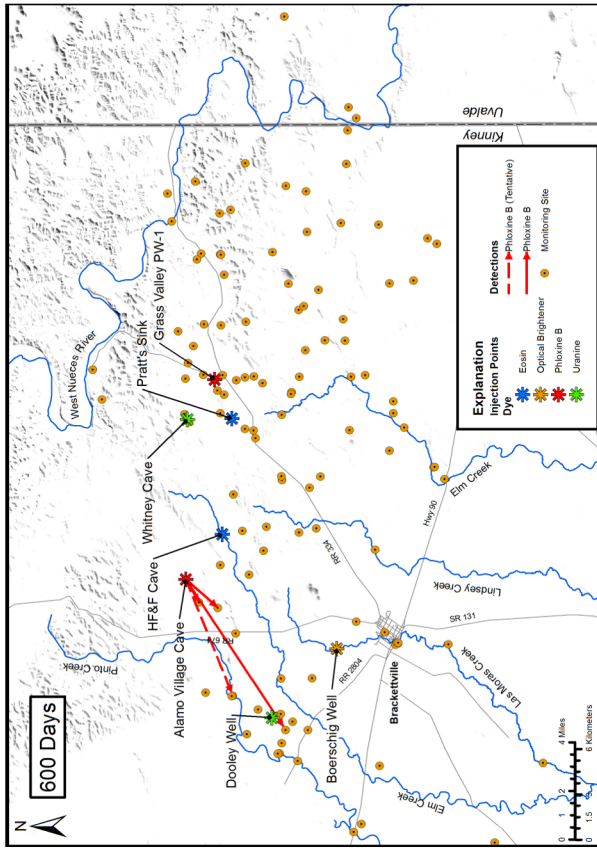 N
600 Days
West Nueces River
Pinto Creek
Alamo Village Cave
HF&F Cave
Whitney Cave
Pratt's Sink
Grass Valley PW-1
Kinney
Uvalde
RR 334
Dooley Well
Boerschig Well
RR 2804
Brackettville
Hwy 90
SR 131
Elm Creek
Las Moras Creek
Lindsey Creek
Elm Creek
0 1 2 4 Miles
0 1.5 3 6 Kilometers
Explanation
Injection Points
Dye
Eosin
Optical Brightener
Phloxine B
Uranine
Detections
Phloxine B (Tentative)
Phloxine B
Monitoring Site